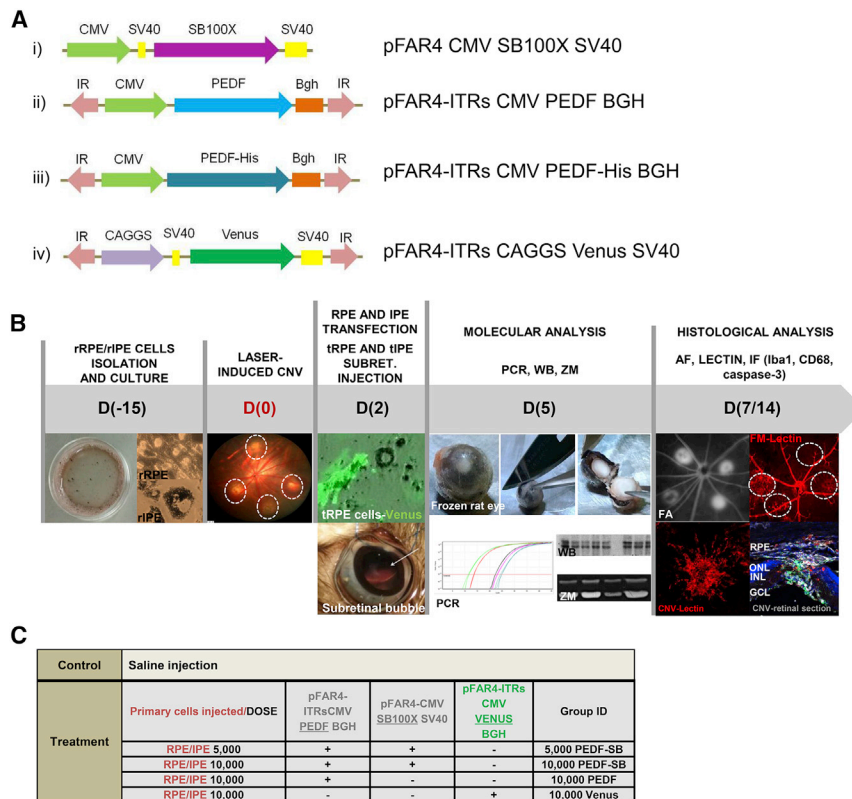 A
CMV SV40 SB100X SV40
i) pFAR4 CMV SB100X SV40
IR CMV PEDF Bgh IR
ii) pFAR4-ITRs CMV PEDF BGH
IR CMV PEDF-His Bgh IR
iii) pFAR4-ITRs CMV PEDF-His BGH
IR CAGGS SV40 Venus SV40 IR
iv) pFAR4-ITRs CAGGS Venus SV40
B
rRPE/rIPE CELLS
ISOLATION
AND CULTURE
LASER-
INDUCED CNV
RPE AND IPE
TRANSFECTION
tRPE AND tIPE
SUBRET.
INJECTION
MOLECULAR ANALYSIS
PCR, WB, ZM
HISTOLOGICAL ANALYSIS
AF, LECTIN, IF (Iba1, CD68,
caspase-3)
D(-15) D(0) D(2) D(5) D(7/14)
rRPE
rIPE
tRPE cells-Venus
Subretinal bubble
Frozen rat eye
PCR
WB
ZM
FA
FM-Lectin
CNV-Lectin
RPE
ONL
INL
GCL
CNV-retinal section
C
Control Saline injection
Treatment
Primary cells injected/DOSE
pFAR4-
ITRsCMV
PEDF BGH
pFAR4-CMV
SB100X SV40
pFAR4-ITRs
CMV
VENUS
BGH
Group ID
RPE/IPE 5,000 + + - 5,000 PEDF-SB
RPE/IPE 10,000 + + - 10,000 PEDF-SB
RPE/IPE 10,000 + - - 10,000 PEDF
RPE/IPE 10,000 - - + 10,000 Venus